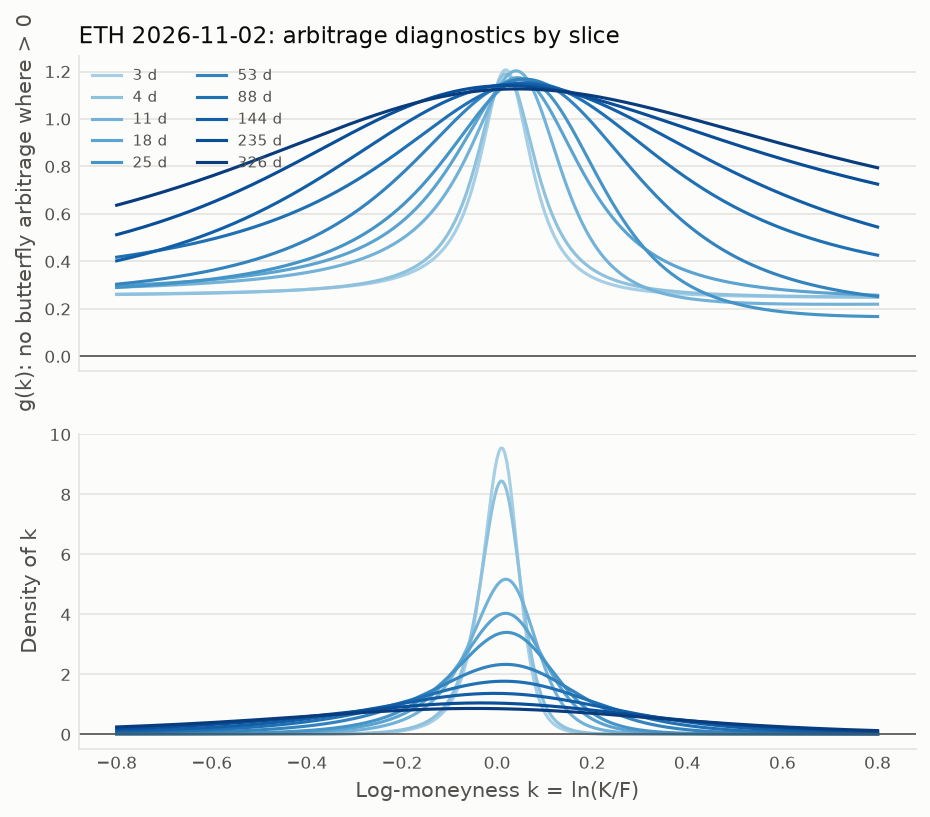 ETH 2026-11-02: arbitrage diagnostics by slice
g(k): no butterfly arbitrage where > 0
1.2
1.0
0.8
0.6
0.4
0.2
0.0
3 d
4 d
11 d
18 d
25 d
53 d
88 d
144 d
235 d
326 d
Density of k
10
8
6
4
2
0
−0.8 −0.6 −0.4 −0.2 0.0 0.2 0.4 0.6 0.8
Log-moneyness k = ln(K/F)